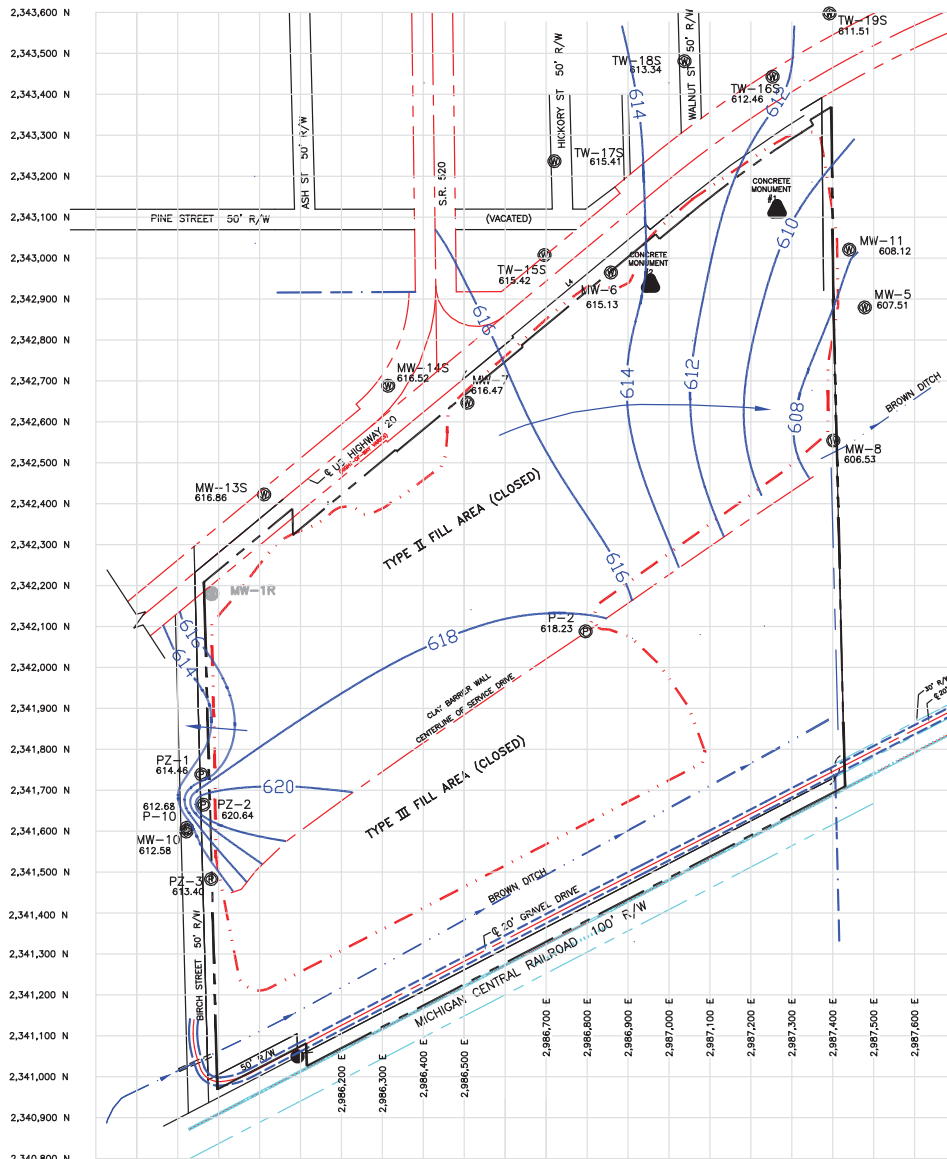 2,343,600 N
2,343,500 N
2,343,400 N
2,343,300 N
2,343,200 N
2,343,100 N
2,343,000 N
2,342,900 N
2,342,800 N
2,342,700 N
2,342,600 N
2,342,500 N
2,342,400 N
2,342,300 N
2,342,200 N
2,342,100 N
2,342,000 N
2,341,900 N
2,341,800 N
2,341,700 N
2,341,600 N
2,341,500 N
2,341,400 N
2,341,300 N
2,341,200 N
2,341,100 N
2,341,000 N
2,340,900 N
2,340,800 N
TW-19S
611.51
TW-18S
613.34
TW-16S
612.46
TW-17S
615.41
HICKORY ST 50' R/W
WALNUT ST 50' R/W
ASH ST 50' R/W
S.R. 520
PINE STREET 50' R/W
(VACATED)
614
612
CONCRETE
MONUMENT
#1
610
MW-11
608.12
TW-15S
615.42
CONCRETE
MONUMENT
#2
MW-6
615.13
MW-5
607.51
616
MW-14S
616.52
MW-7
616.47
614
612
608
BROWN DITCH
MW-8
606.53
℄ US HIGHWAY 20
MW-13S
616.86
TYPE II FILL AREA (CLOSED)
616
MW-1R
P-2
618.23
618
616
614
CLAY BARRIER WALL
CENTERLINE OF SERVICE DRIVE
PZ-1
614.46
620
612.68
P-10
PZ-2
620.64
MW-10
612.58
TYPE III FILL AREA (CLOSED)
PZ-3
613.40
BROWN DITCH
BIRCH STREET 50' R/W
℄ 20' GRAVEL DRIVE
MICHIGAN CENTRAL RAILROAD 100' R/W
50' R/W
2,986,200 E
2,986,300 E
2,986,400 E
2,986,500 E
2,986,700 E
2,986,800 E
2,986,900 E
2,987,000 E
2,987,100 E
2,987,200 E
2,987,300 E
2,987,400 E
2,987,500 E
2,987,600 E